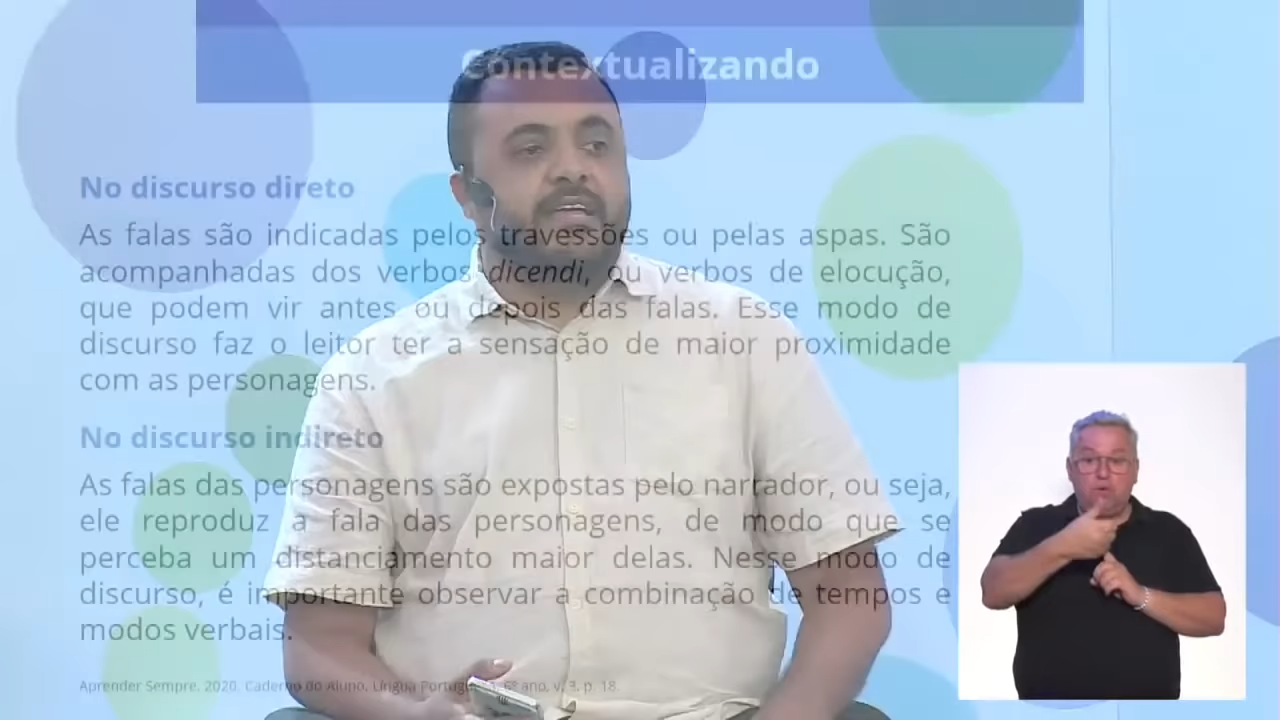 Contextualizando
No discurso direto
As falas são indicadas pelos travessões ou pelas aspas. São
acompanhadas dos verbos dicendi, ou verbos de elocução,
que podem vir antes ou depois das falas. Esse modo de
discurso faz o leitor ter a sensação de maior proximidade
com as personagens.
No discurso indireto
As falas das personagens são expostas pelo narrador, ou seja,
ele reproduz a fala das personagens, de modo que se
perceba um distanciamento maior delas. Nesse modo de
discurso, é importante observar a combinação de tempos e
modos verbais.
Aprender Sempre, 2020. Caderno do Aluno, Língua Portuguesa, 6º ano, v. 3, p. 18.